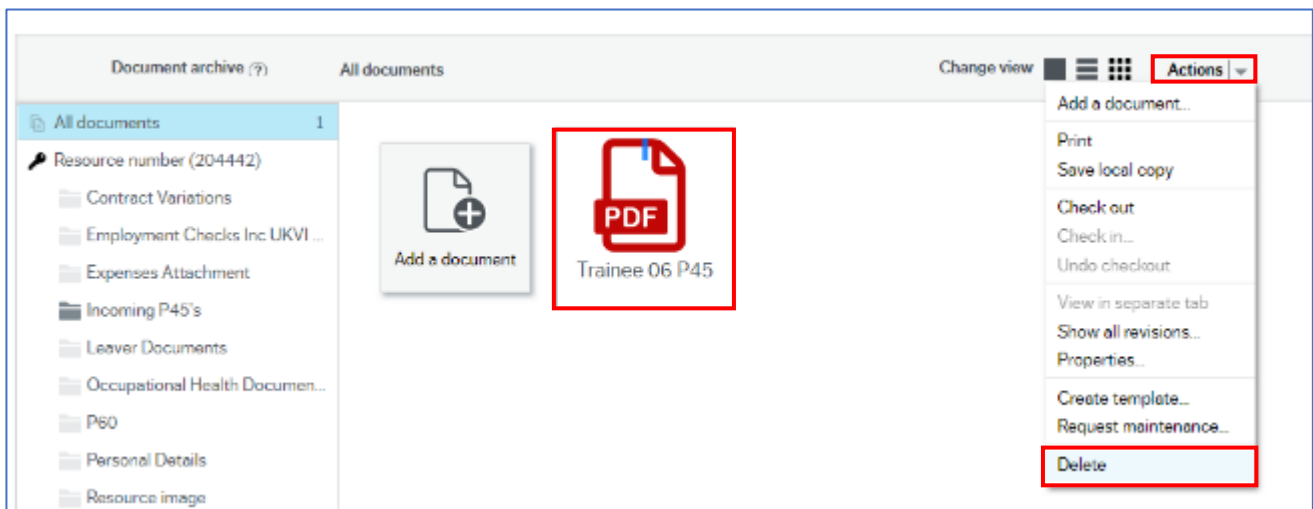 Document archive (?)
All documents
Change view
Actions
All documents 1
Resource number (204442)
Contract Variations
Employment Checks Inc UKVI ...
Expenses Attachment
Incoming P45's
Leaver Documents
Occupational Health Documen...
P60
Personal Details
Resource image
Add a document
PDF
Trainee 06 P45
Add a document...
Print
Save local copy
Check out
Check in...
Undo checkout
View in separate tab
Show all revisions...
Properties...
Create template...
Request maintenance...
Delete